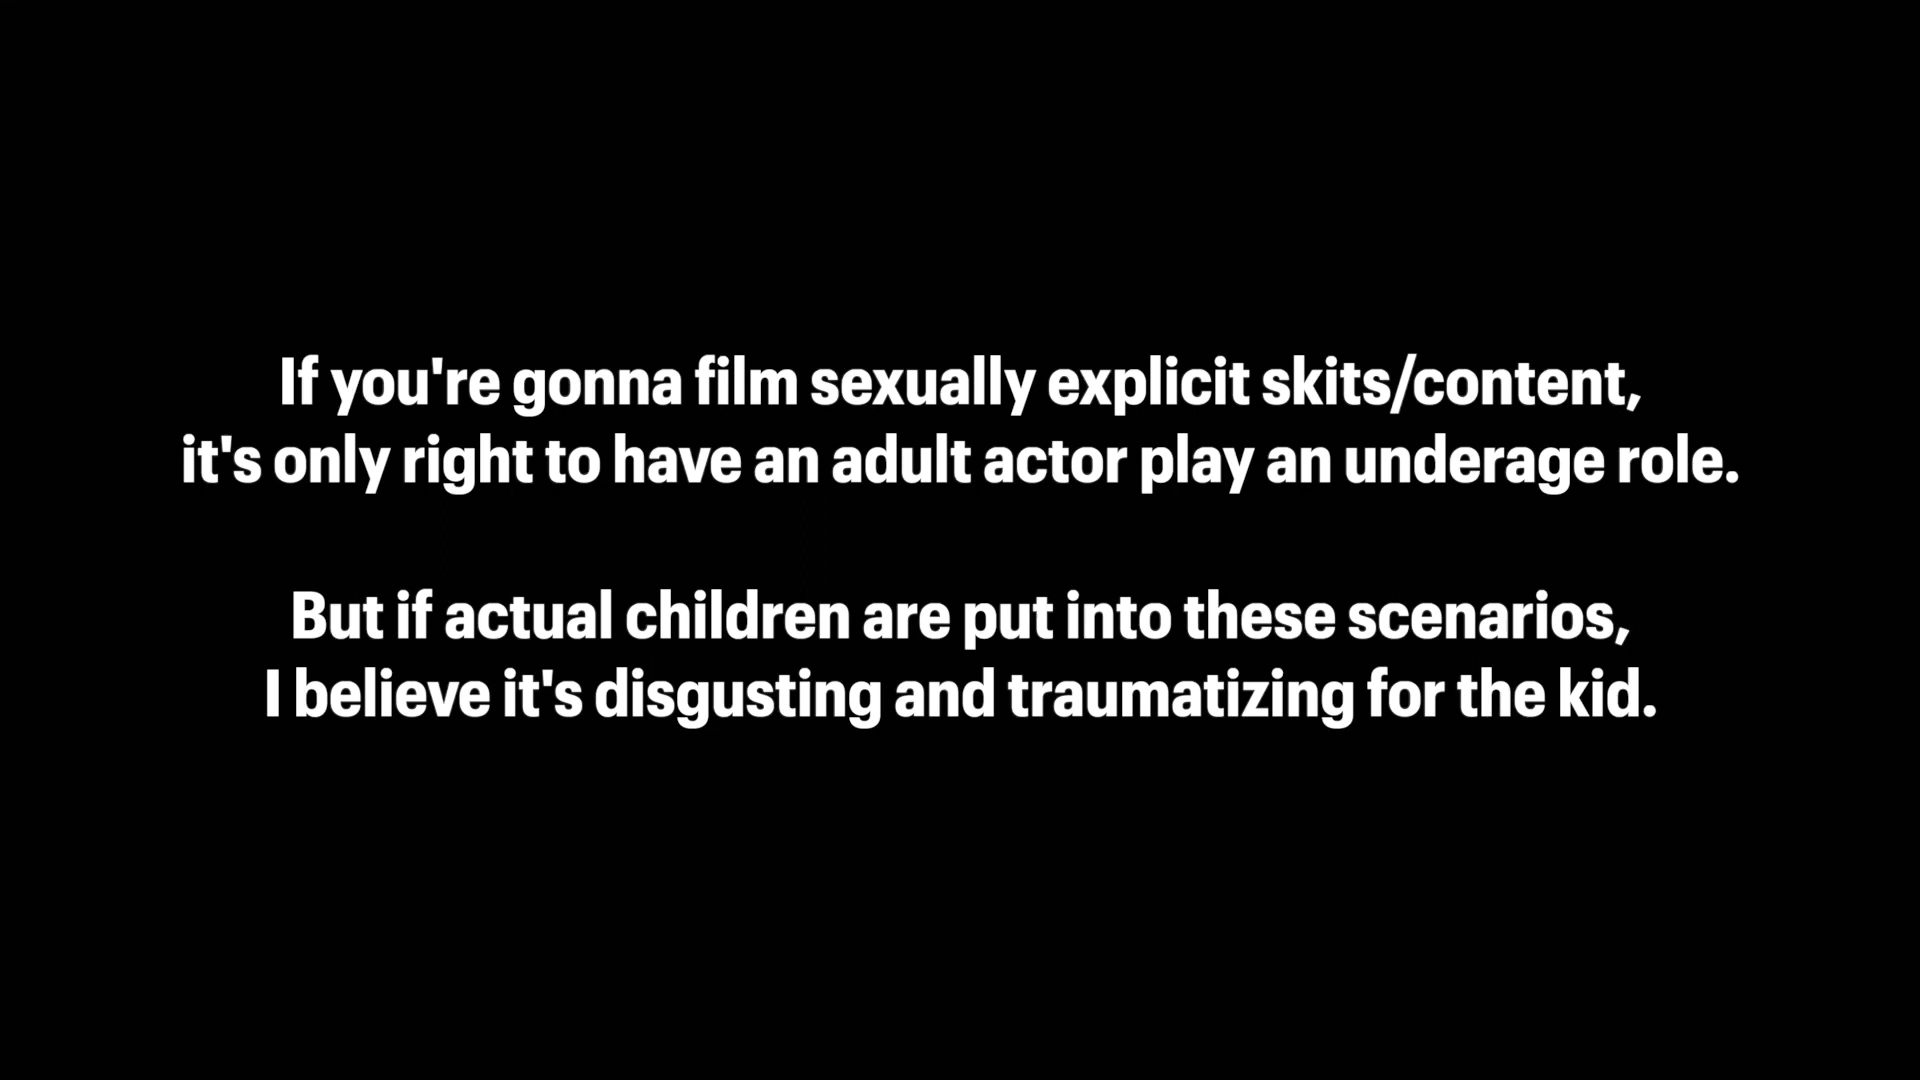 If you're gonna film sexually explicit skits/content,
it's only right to have an adult actor play an underage role.
But if actual children are put into these scenarios,
I believe it's disgusting and traumatizing for the kid.